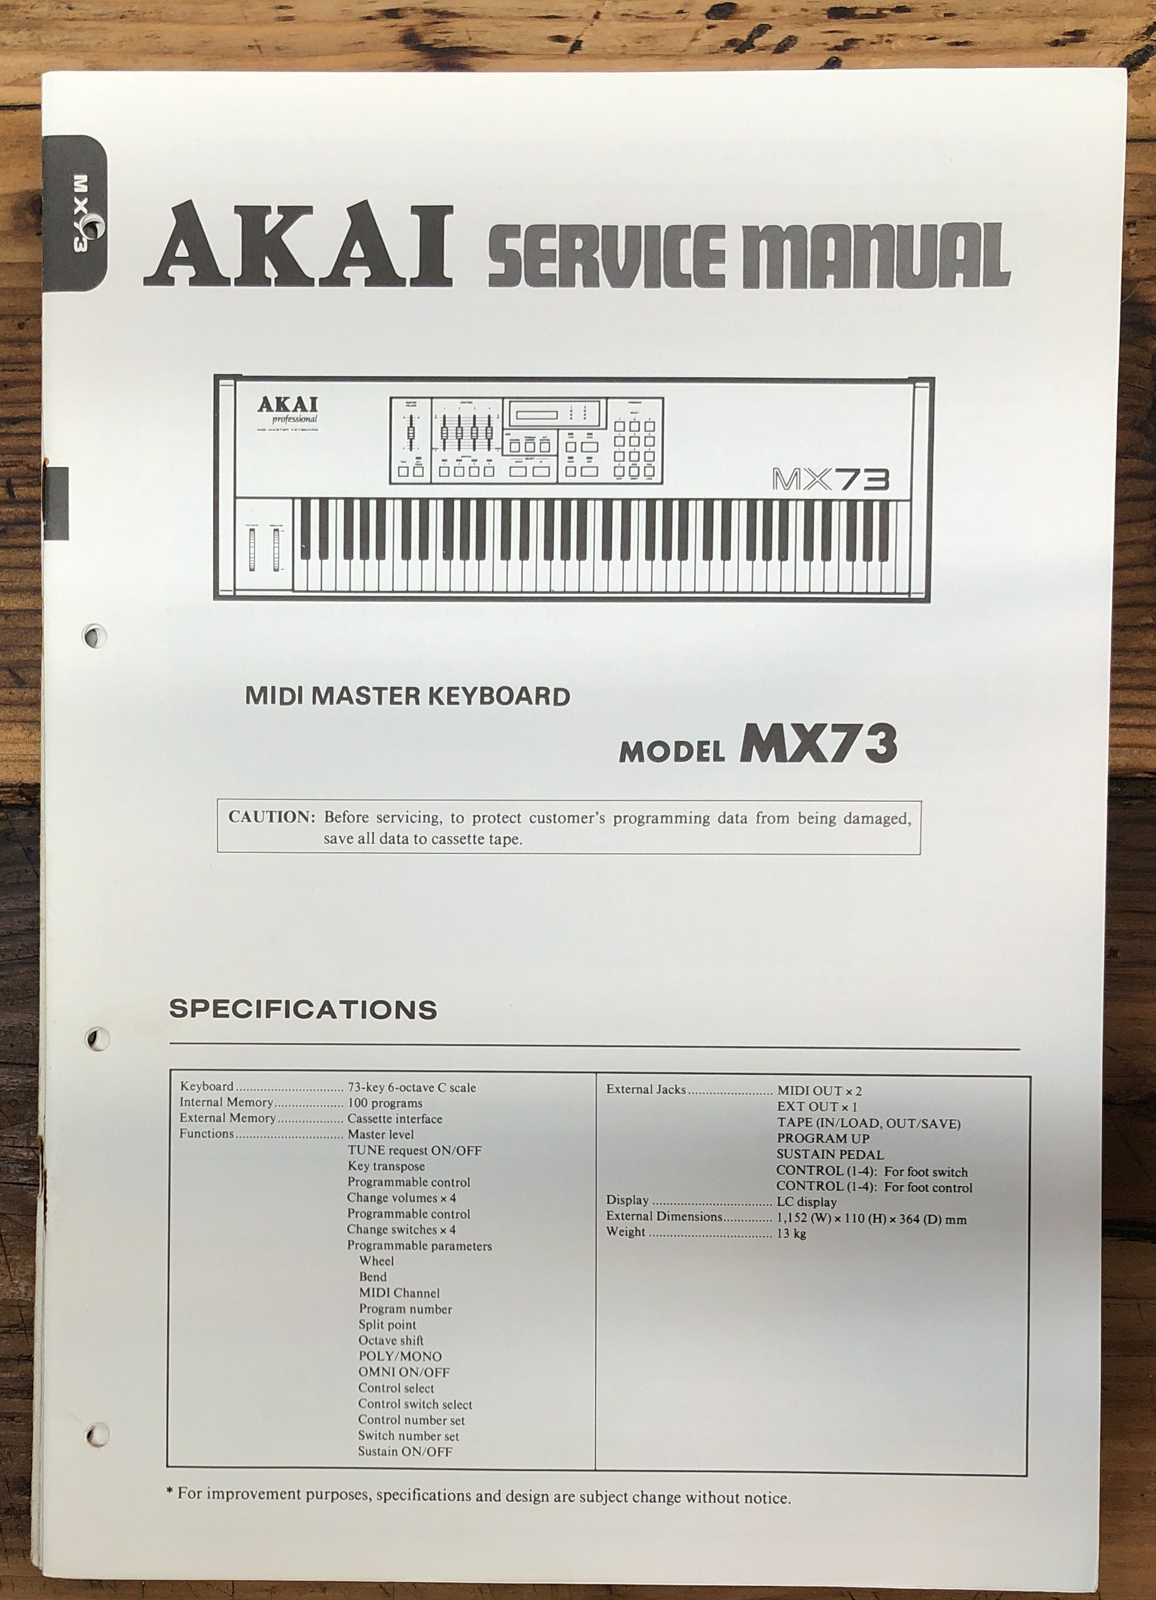 MX73
AKAI SERVICE MANUAL
AKAI
professional
MIDI MASTER KEYBOARD
MX73
MIDI MASTER KEYBOARD
MODEL MX73
CAUTION: Before servicing, to protect customer's programming data from being damaged,
save all data to cassette tape.
SPECIFICATIONS
Keyboard ............................ 73-key 6-octave C scale
Internal Memory................... 100 programs
External Memory.................. Cassette interface
Functions............................. Master level
TUNE request ON/OFF
Key transpose
Programmable control
Change volumes × 4
Programmable control
Change switches × 4
Programmable parameters
Wheel
Bend
MIDI Channel
Program number
Split point
Octave shift
POLY/MONO
OMNI ON/OFF
Control select
Control switch select
Control number set
Switch number set
Sustain ON/OFF
External Jacks....................... MIDI OUT × 2
EXT OUT × 1
TAPE (IN/LOAD, OUT/SAVE)
PROGRAM UP
SUSTAIN PEDAL
CONTROL (1-4): For foot switch
CONTROL (1-4): For foot control
Display ................................ LC display
External Dimensions............. 1,152 (W) × 110 (H) × 364 (D) mm
Weight ................................. 13 kg
* For improvement purposes, specifications and design are subject change without notice.